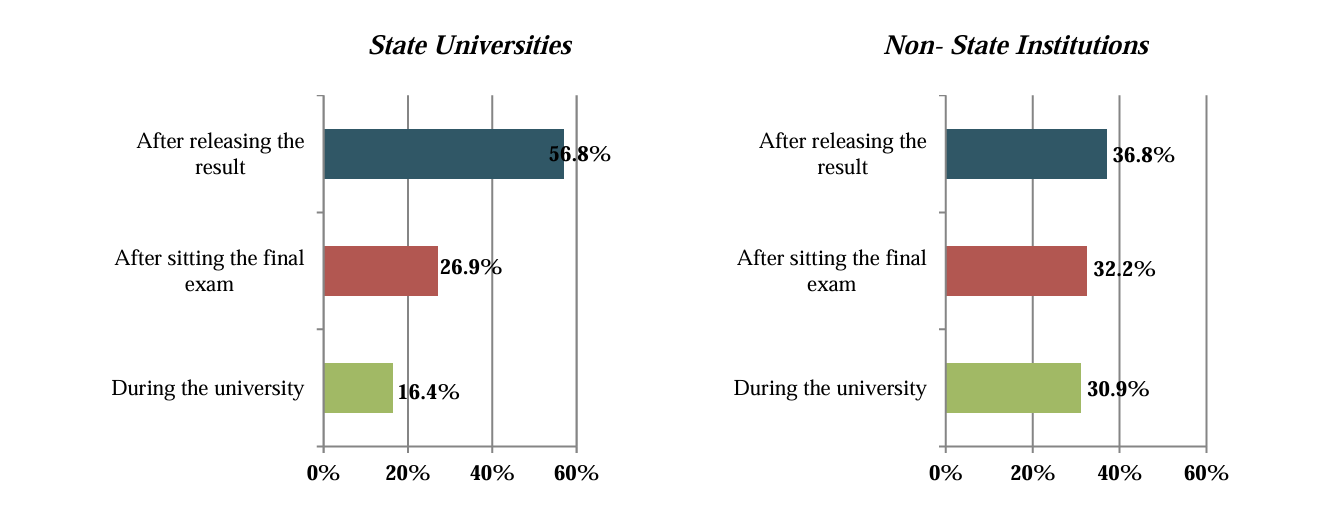 State Universities
After releasing the
result
56.8%
After sitting the final
exam
26.9%
During the university
16.4%
0% 20% 40% 60%
Non- State Institutions
After releasing the
result
36.8%
After sitting the final
exam
32.2%
During the university
30.9%
0% 20% 40% 60%